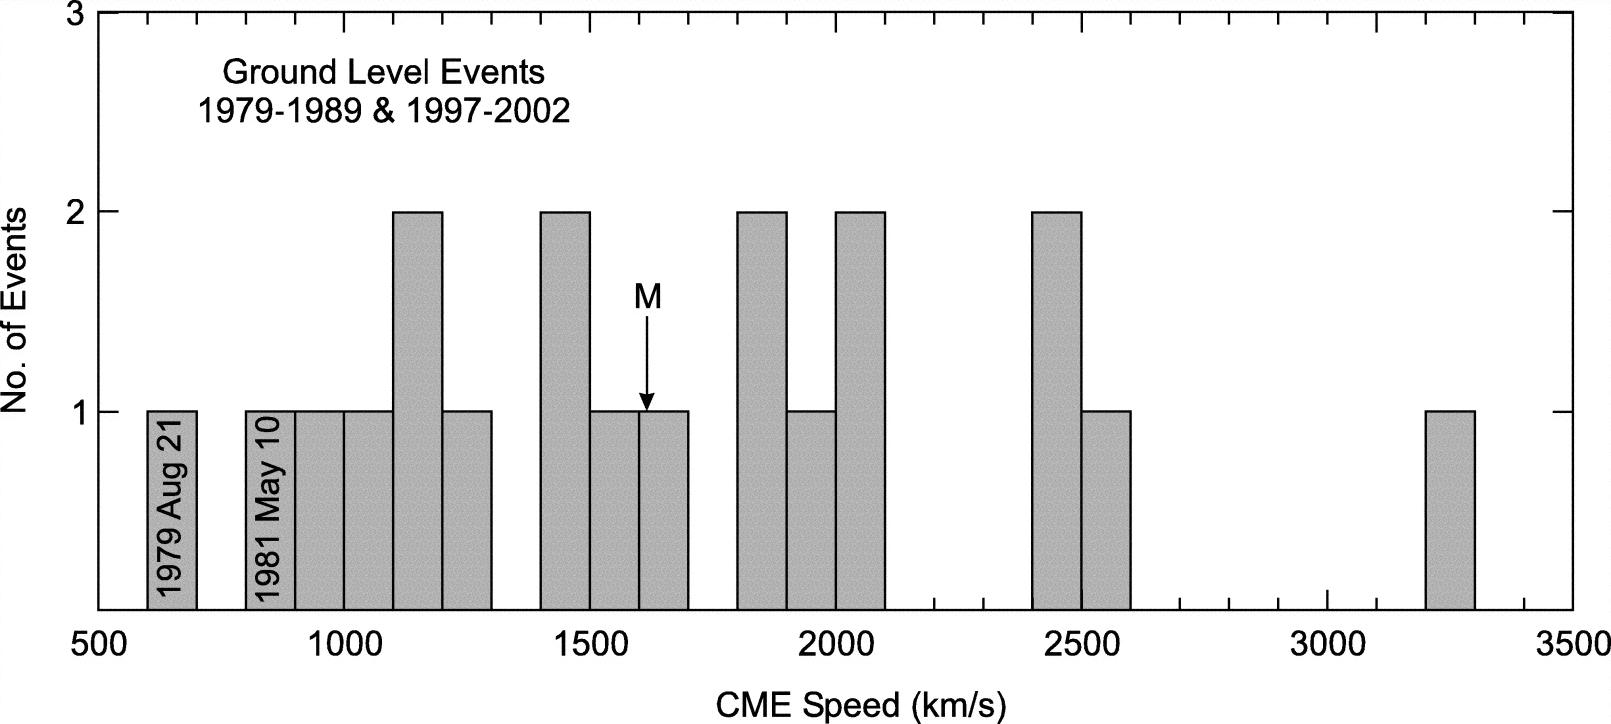 3
Ground Level Events
1979-1989 & 1997-2002
2
No. of Events
M
1
1979 Aug 21
1981 May 10
500 1000 1500 2000 2500 3000 3500
CME Speed (km/s)